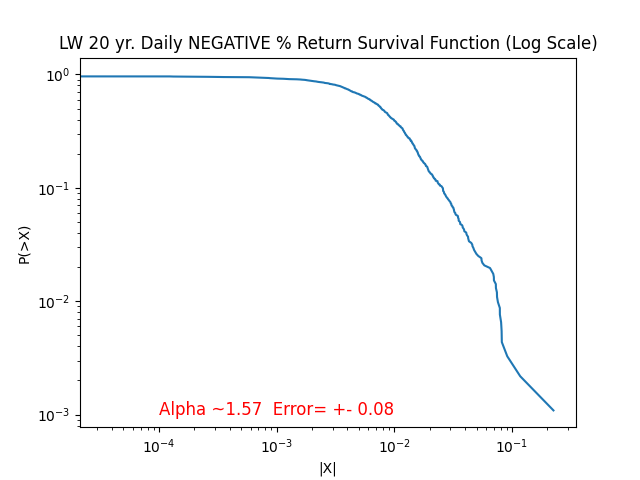 LW 20 yr. Daily NEGATIVE % Return Survival Function (Log Scale)
10⁰
10⁻¹
10⁻²
10⁻³
P(>X)
Alpha ~1.57  Error= +- 0.08
10⁻⁴
10⁻³
10⁻²
10⁻¹
|X|